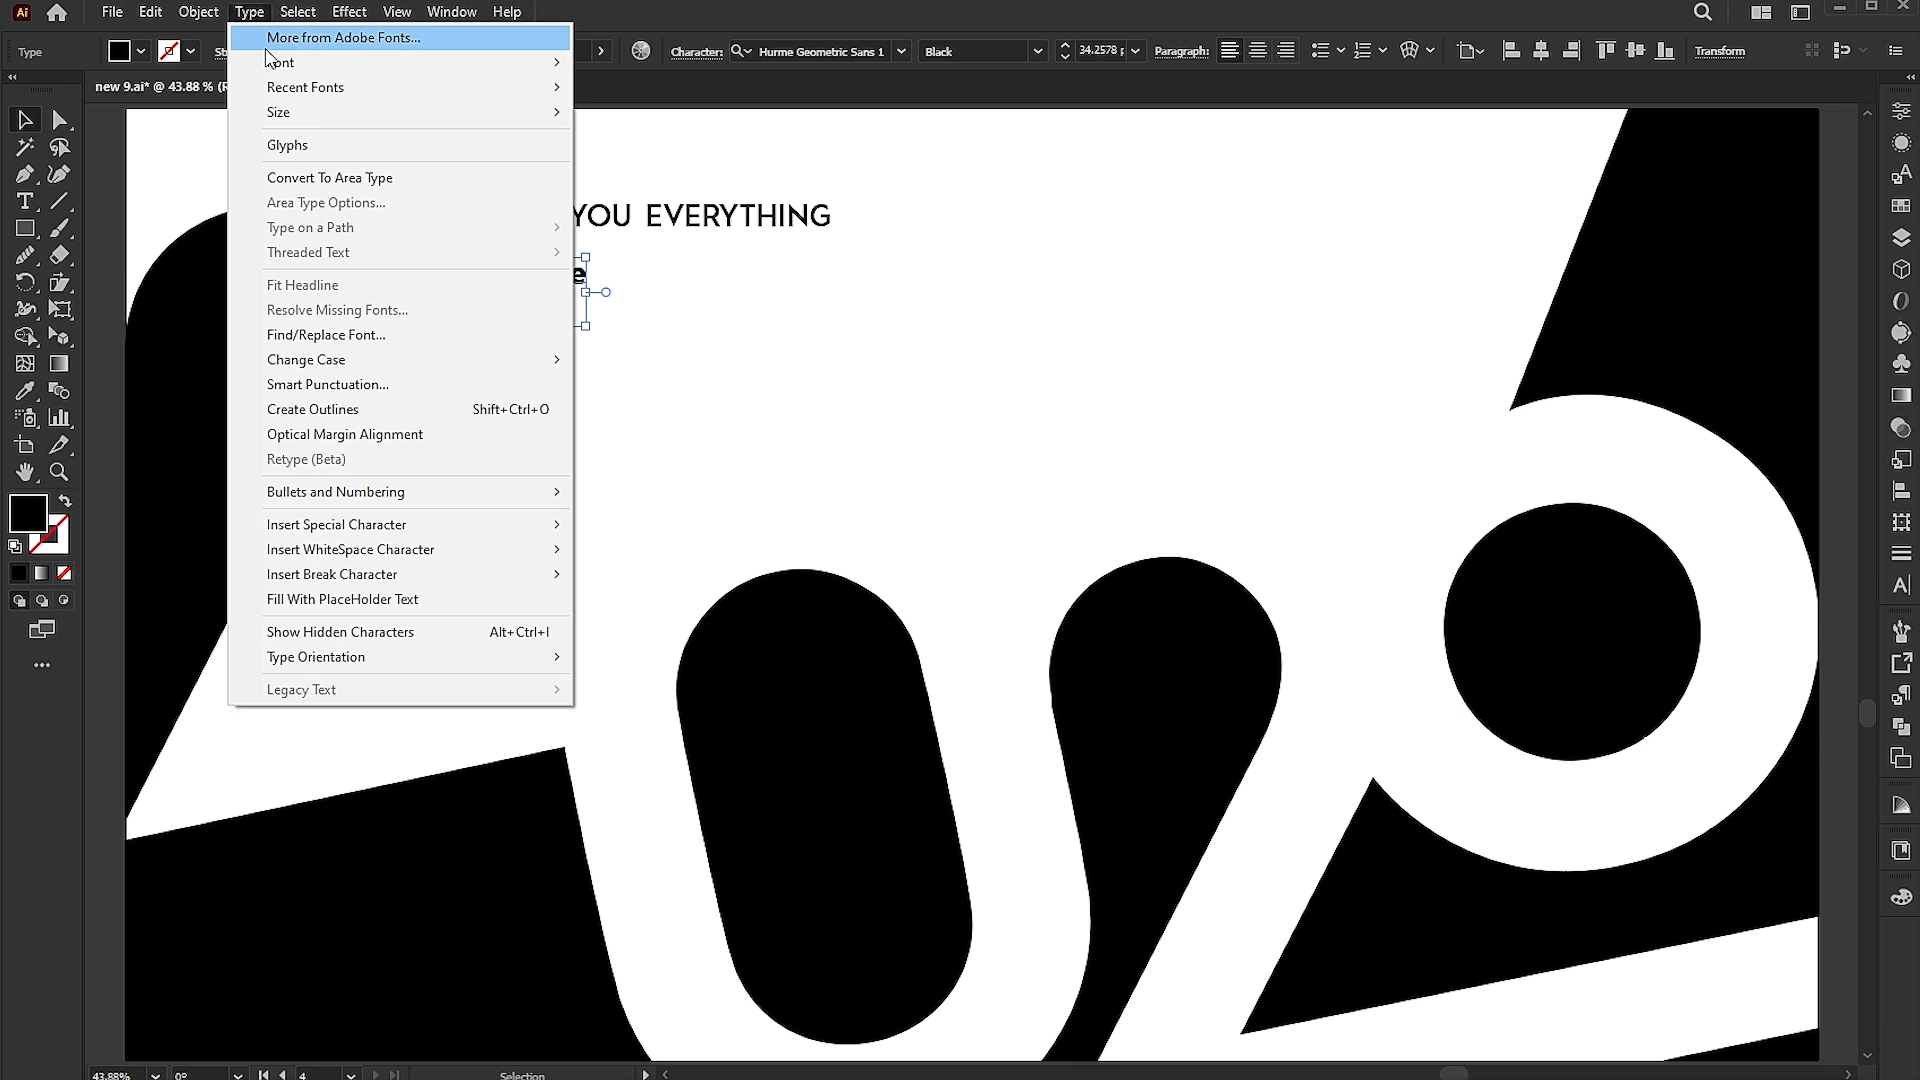 Ai File Edit Object Type Select Effect View Window Help
Type
Character: Hurme Geometric Sans 1 Black 34.2578 Paragraph: Transform
new 9.ai* @ 43.88 %
More from Adobe Fonts...
Recent Fonts
Size
Glyphs
Convert To Area Type
Area Type Options...
Type on a Path
Threaded Text
Fit Headline
Resolve Missing Fonts...
Find/Replace Font...
Change Case
Smart Punctuation...
Create Outlines Shift+Ctrl+O
Optical Margin Alignment
Retype (Beta)
Bullets and Numbering
Insert Special Character
Insert WhiteSpace Character
Insert Break Character
Fill With PlaceHolder Text
Show Hidden Characters Alt+Ctrl+I
Type Orientation
Legacy Text
YOU EVERYTHING
e
43.88% 0° 4 Selection